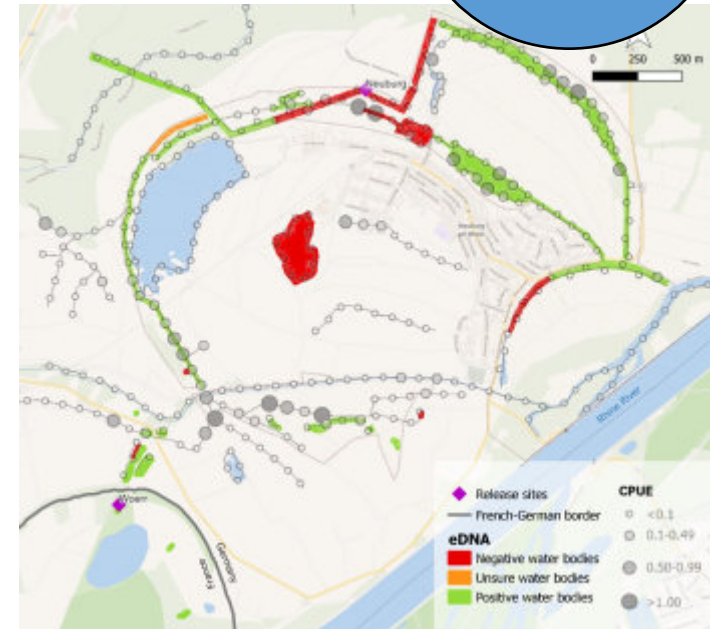 0 250 500 m
Neuburg
Rhine River
Woerr
Germany
France
Release sites
French-German border
eDNA
Negative water bodies
Unsure water bodies
Positive water bodies
CPUE
<0.1
0.1-0.49
0.50-0.99
>1.00